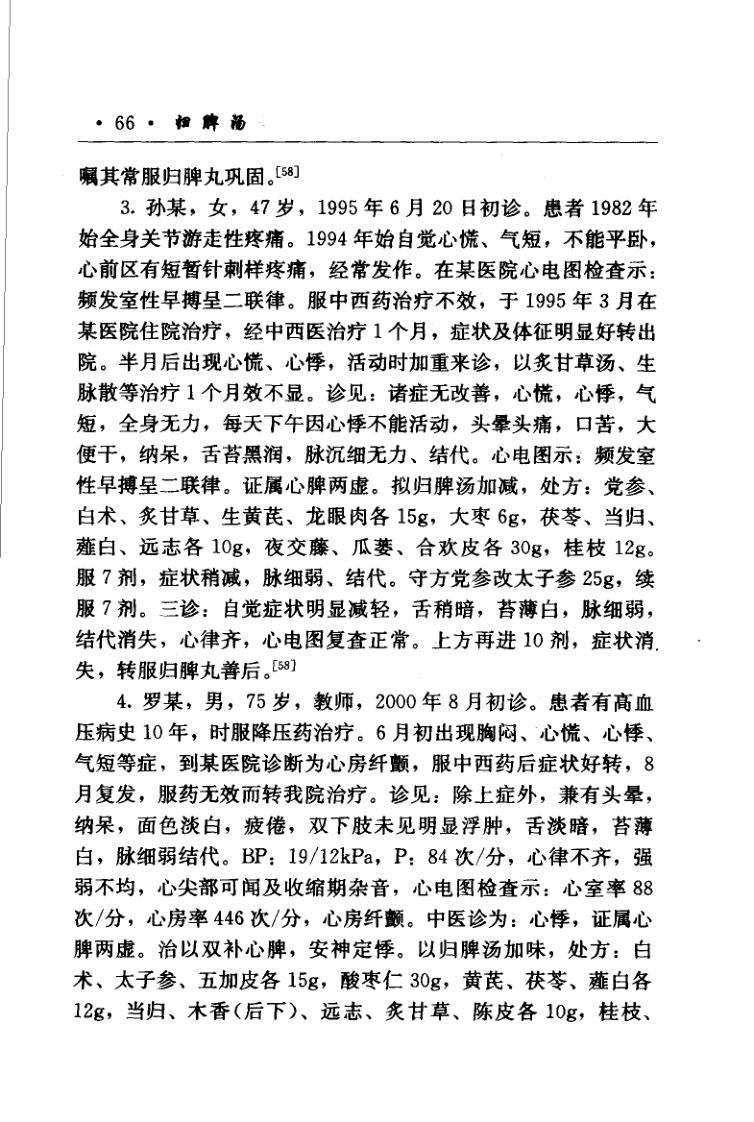 · 66 · 归脾汤
嘱其常服归脾丸巩固。[58]
3. 孙某，女，47岁，1995年6月20日初诊。患者1982年
始全身关节游走性疼痛。1994年始自觉心慌、气短，不能平卧，
心前区有短暂针刺样疼痛，经常发作。在某医院心电图检查示：
频发室性早搏呈二联律。服中西药治疗不效，于1995年3月在
某医院住院治疗，经中西医治疗1个月，症状及体征明显好转出
院。半月后出现心慌、心悸，活动时加重来诊，以炙甘草汤、生
脉散等治疗1个月效不显。诊见：诸症无改善，心慌，心悸，气
短，全身无力，每天下午因心悸不能活动，头晕头痛，口苦，大
便干，纳呆，舌苔黑润，脉沉细无力、结代。心电图示：频发室
性早搏呈二联律。证属心脾两虚。拟归脾汤加减，处方：党参、
白术、炙甘草、生黄芪、龙眼肉各15g，大枣6g，茯苓、当归、
薤白、远志各10g，夜交藤、瓜蒌、合欢皮各30g，桂枝12g。
服7剂，症状稍减，脉细弱、结代。守方党参改太子参25g，续
服7剂。三诊：自觉症状明显减轻，舌稍暗，苔薄白，脉细弱，
结代消失，心律齐，心电图复查正常。上方再进10剂，症状消
失，转服归脾丸善后。[58]
4. 罗某，男，75岁，教师，2000年8月初诊。患者有高血
压病史10年，时服降压药治疗。6月初出现胸闷、心慌、心悸、
气短等症，到某医院诊断为心房纤颤，服中西药后症状好转，8
月复发，服药无效而转我院治疗。诊见：除上症外，兼有头晕，
纳呆，面色淡白，疲倦，双下肢未见明显浮肿，舌淡暗，苔薄
白，脉细弱结代。BP：19/12kPa，P：84次/分，心律不齐，强
弱不均，心尖部可闻及收缩期杂音，心电图检查示：心室率88
次/分，心房率446次/分，心房纤颤。中医诊为：心悸，证属心
脾两虚。治以双补心脾，安神定悸。以归脾汤加味，处方：白
术、太子参、五加皮各15g，酸枣仁30g，黄芪、茯苓、薤白各
12g，当归、木香（后下）、远志、炙甘草、陈皮各10g，桂枝、